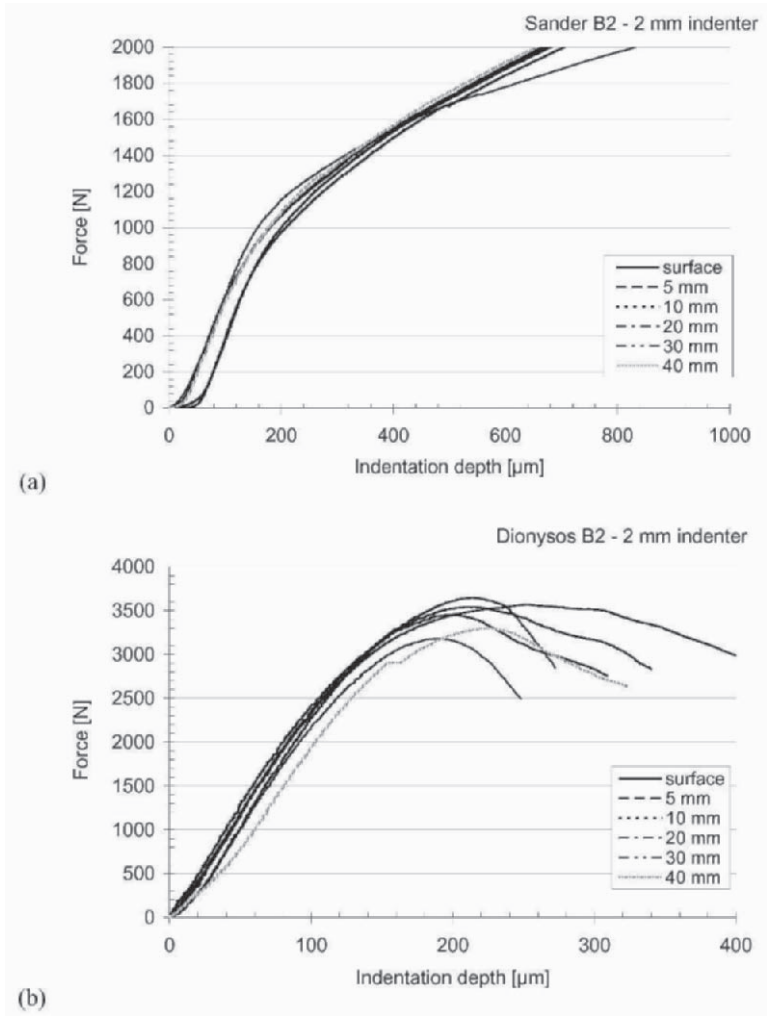 Sander B2 - 2 mm indenter
2000
1800
1600
1400
1200
1000
800
600
400
200
0
Force [N]
surface
5 mm
10 mm
20 mm
30 mm
40 mm
0 200 400 600 800 1000
Indentation depth [µm]
(a)
Dionysos B2 - 2 mm indenter
4000
3500
3000
2500
2000
1500
1000
500
0
Force [N]
surface
5 mm
10 mm
20 mm
30 mm
40 mm
0 100 200 300 400
Indentation depth [µm]
(b)